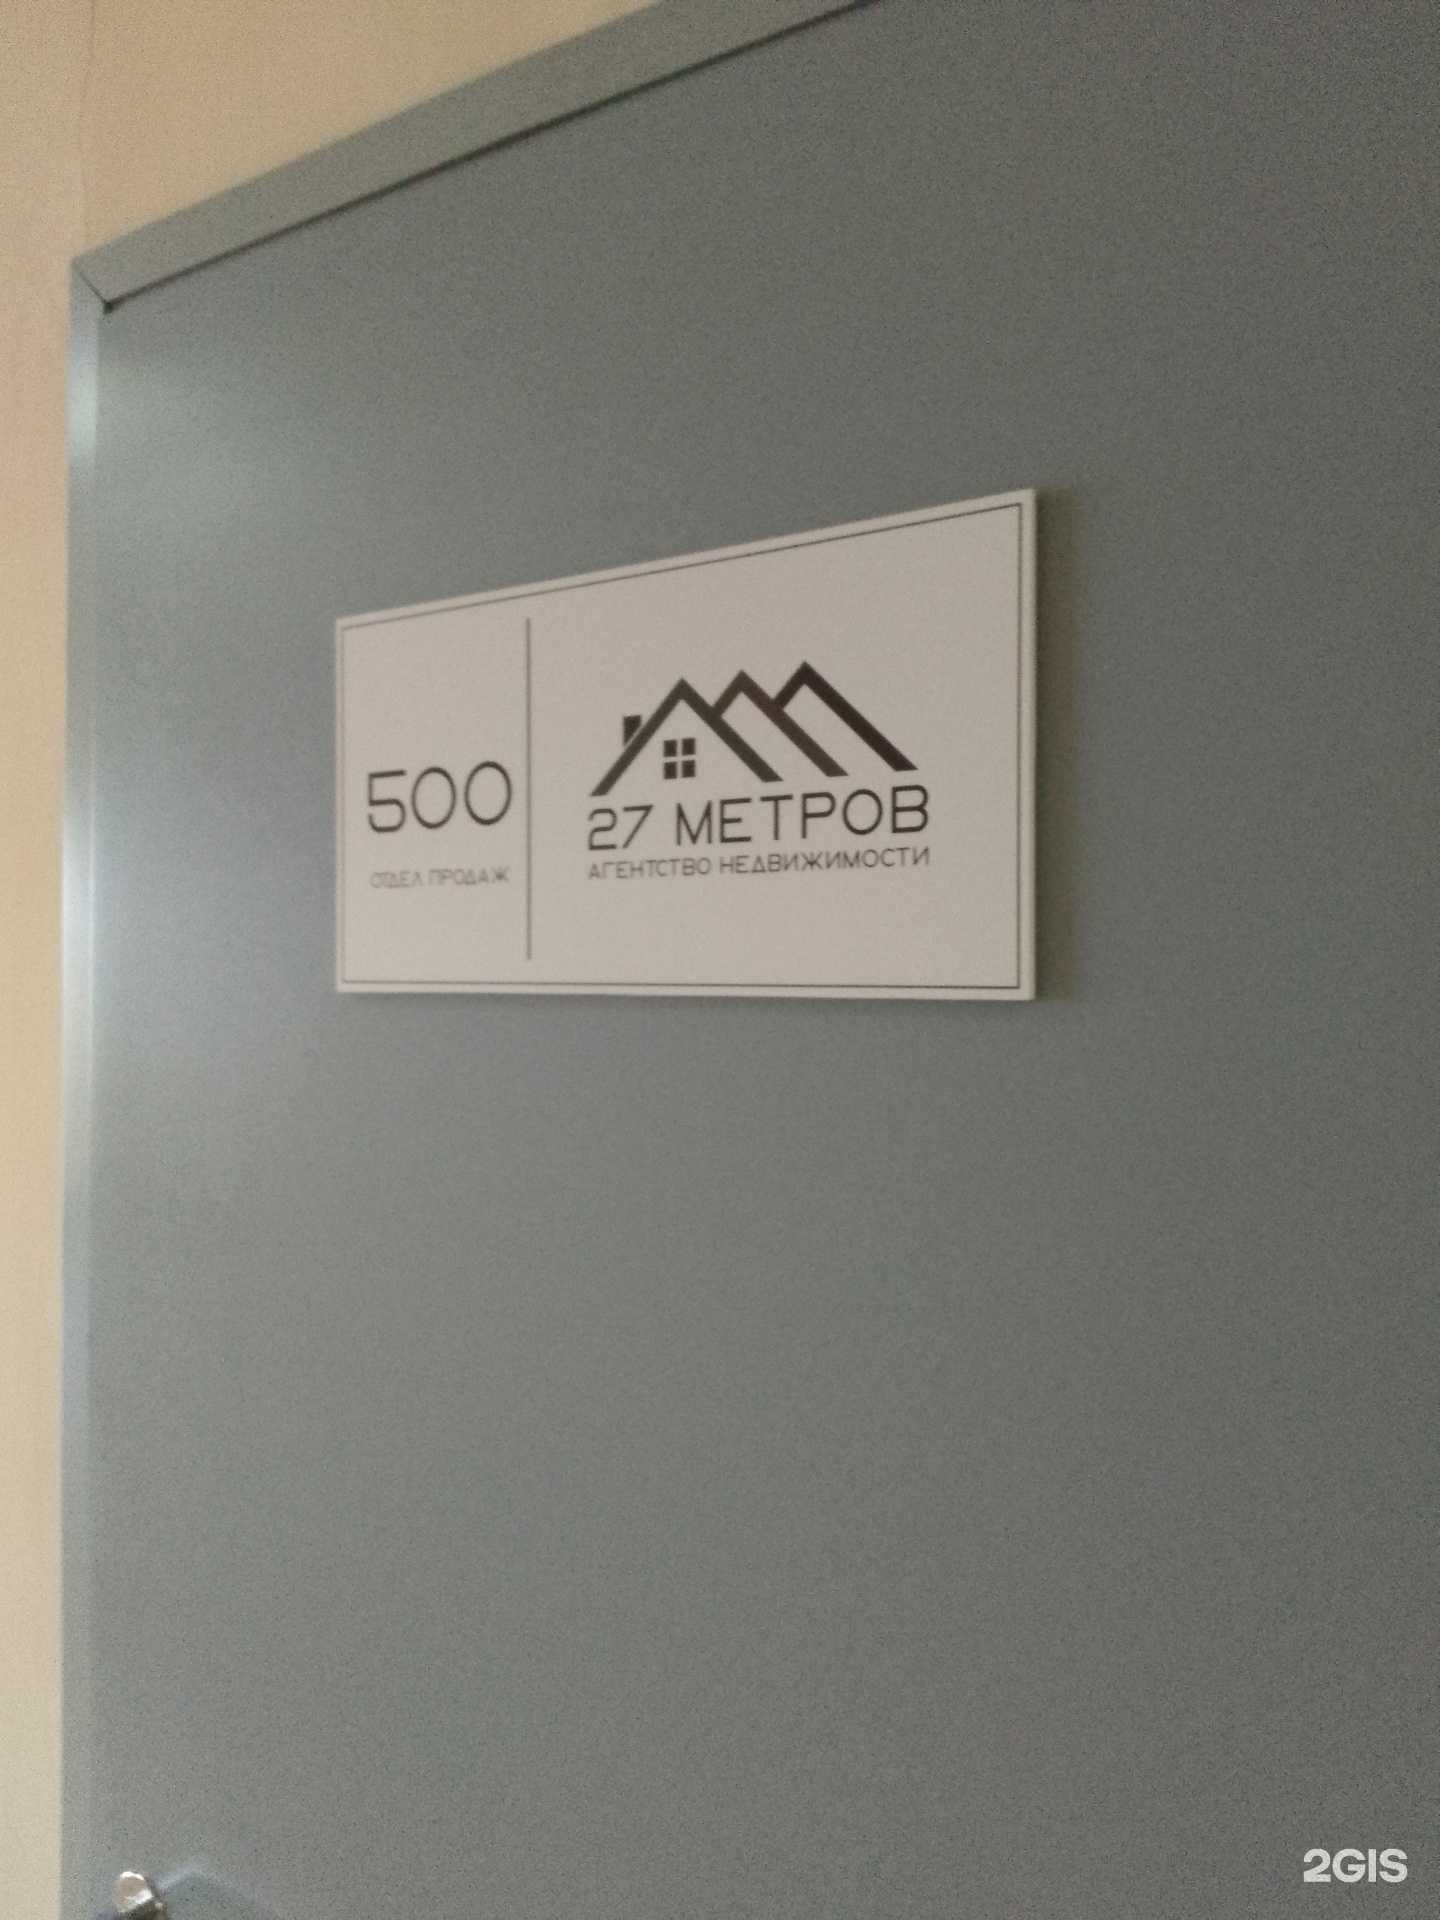 500
ОТДЕЛ ПРОДАЖ
27 МЕТРОВ
АГЕНТСТВО НЕДВИЖИМОСТИ
2GIS